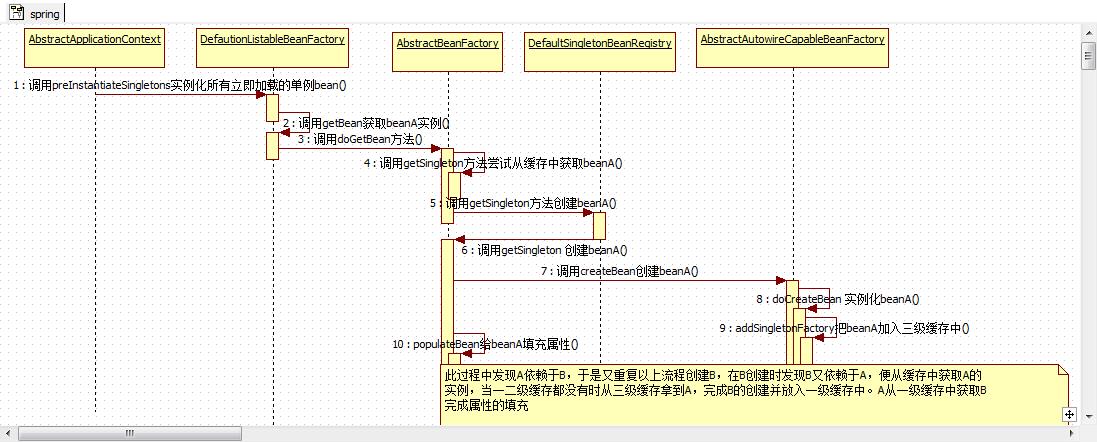 spring
AbstractApplicationContext
DefaultionListableBeanFactory
AbstractBeanFactory
DefaultSingletonBeanRegistry
AbstractAutowireCapableBeanFactory
1 : 调用preInstantiateSingletons实例化所有立即加载的单例bean()
2 : 调用getBean获取beanA实例()
3 : 调用doGetBean方法()
4 : 调用getSingleton方法尝试从缓存中获取beanA()
5 : 调用getSingleton方法创建beanA()
6 : 调用getSingleton 创建beanA()
7 : 调用createBean创建beanA()
8 : doCreateBean 实例化beanA()
9 : addSingletonFactory把beanA加入三级缓存中()
10 : populateBean给beanA填充属性()
此过程中发现A依赖于B，于是又重复以上流程创建B，在B创建时发现B又依赖于A，便从缓存中获取A的
实例，当一二级缓存都没有时从三级缓存拿到A，完成B的创建并放入一级缓存中。A从一级缓存中获取B
完成属性的填充